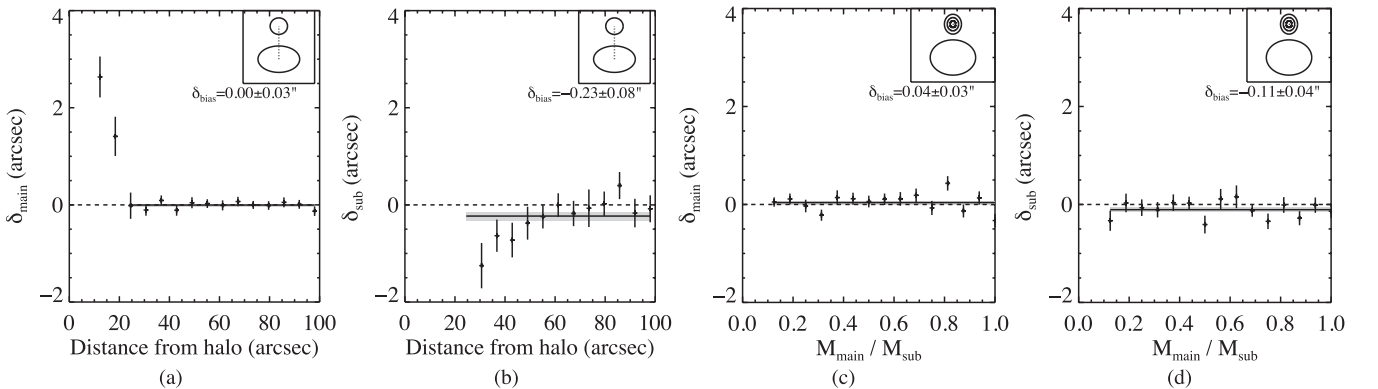 4
2
0
−2
δmain (arcsec)
δbias=0.00±0.03"
0 20 40 60 80 100
Distance from halo (arcsec)
(a)
4
2
0
−2
δsub (arcsec)
δbias=−0.23±0.08"
0 20 40 60 80 100
Distance from halo (arcsec)
(b)
4
2
0
−2
δmain (arcsec)
δbias=0.04±0.03"
0.0 0.2 0.4 0.6 0.8 1.0
Mmain / Msub
(c)
4
2
0
−2
δsub (arcsec)
δbias=−0.11±0.04"
0.0 0.2 0.4 0.6 0.8 1.0
Mmain / Msub
(d)